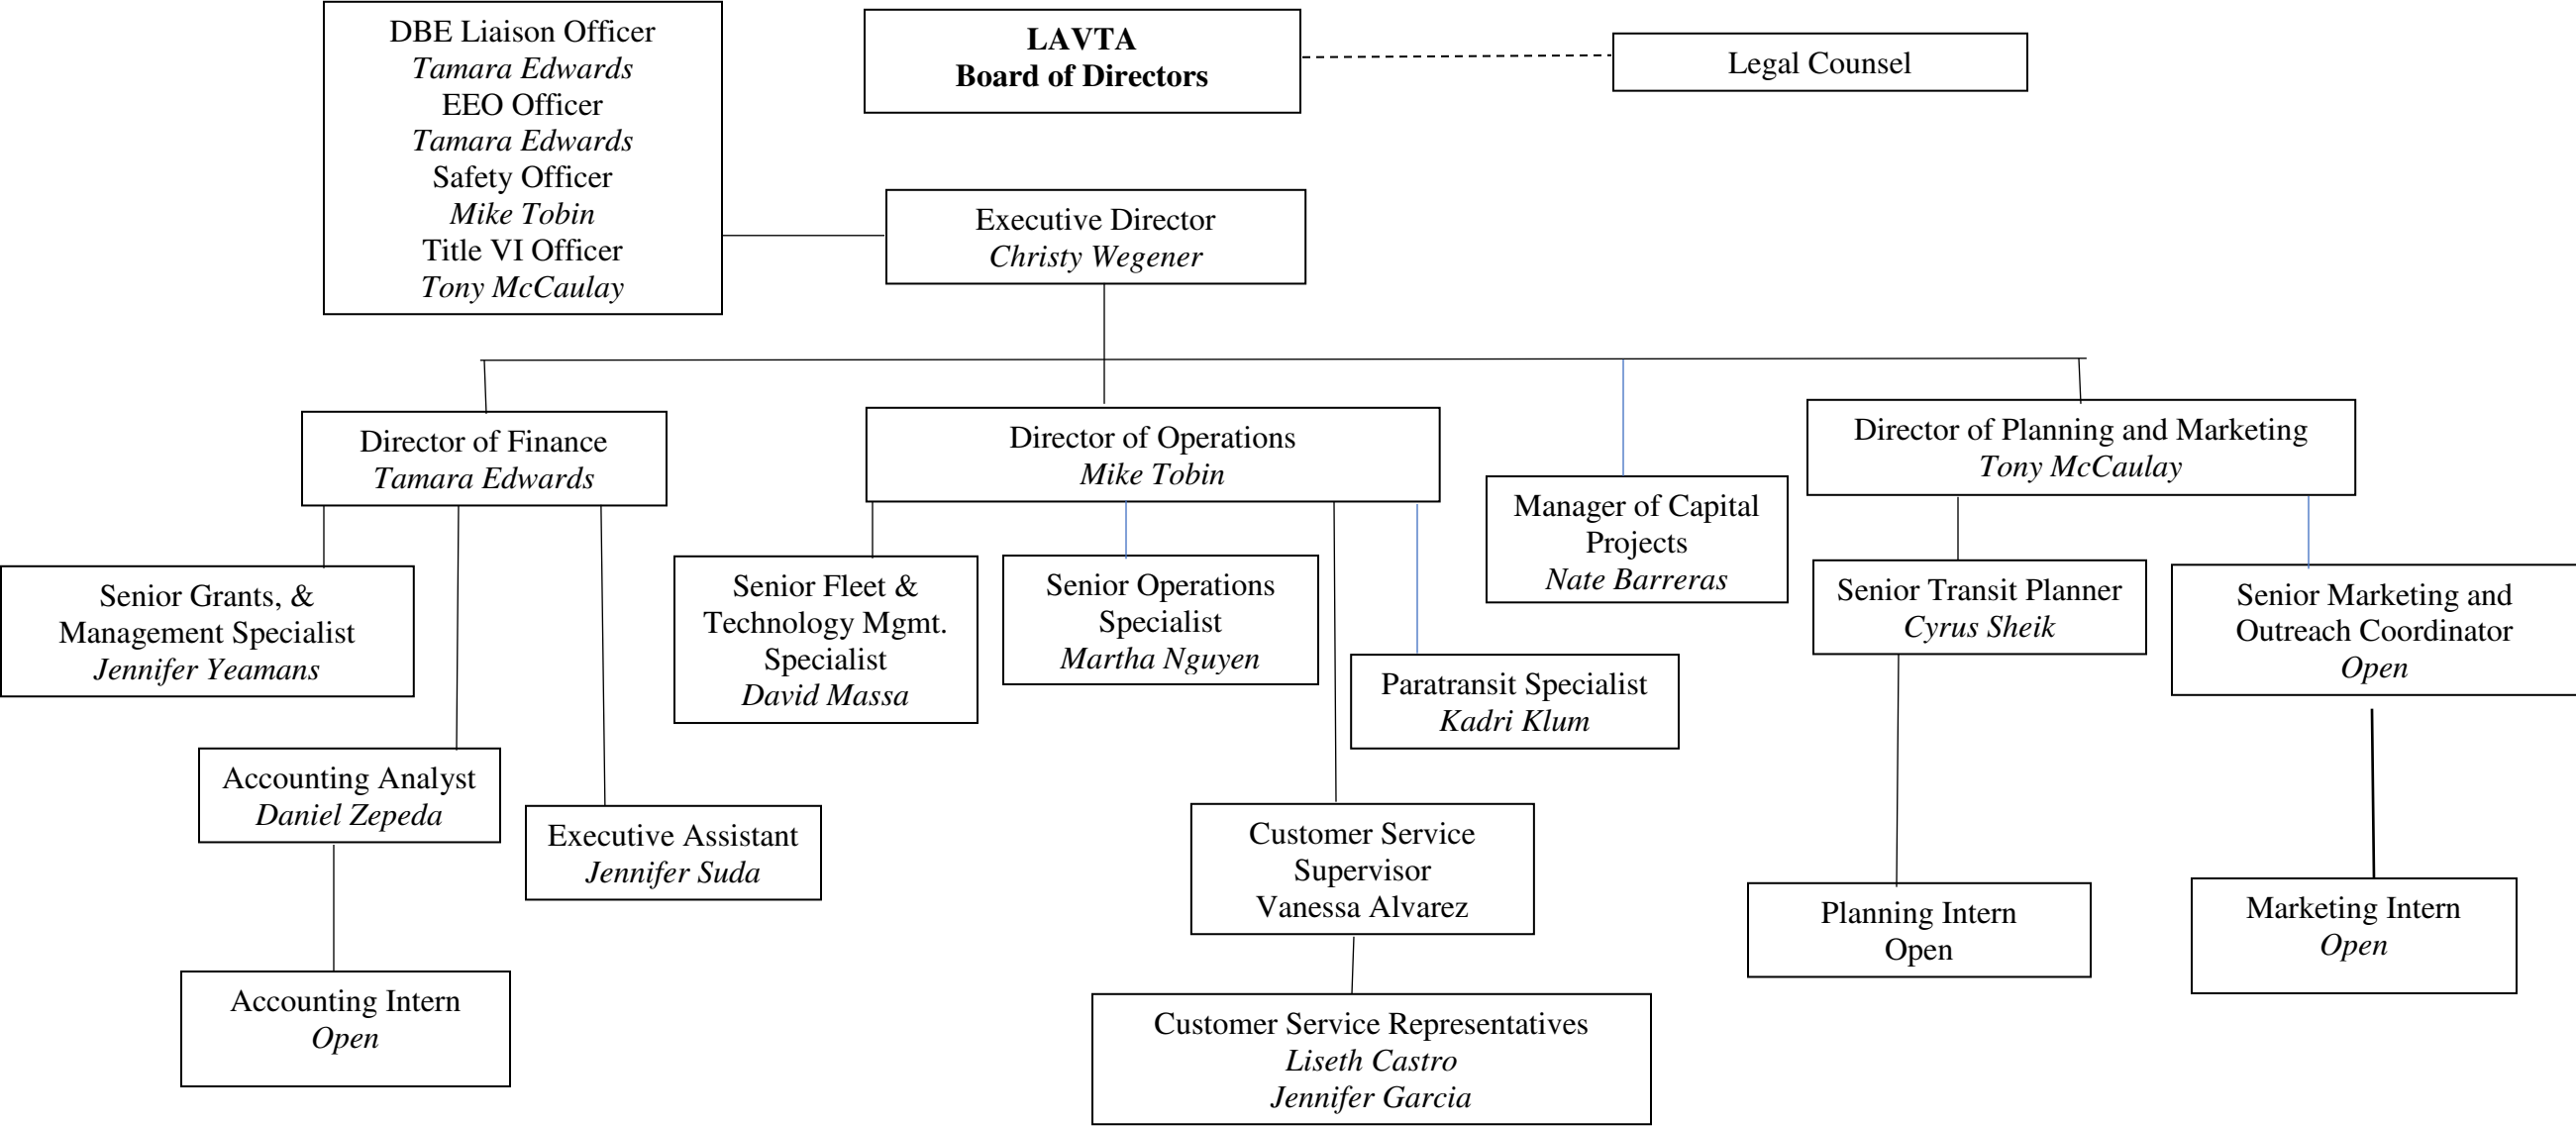 DBE Liaison Officer
Tamara Edwards
EEO Officer
Tamara Edwards
Safety Officer
Mike Tobin
Title VI Officer
Tony McCaulay
LAVTA
Board of Directors
Legal Counsel
Executive Director
Christy Wegener
Director of Finance
Tamara Edwards
Director of Operations
Mike Tobin
Manager of Capital
Projects
Nate Barreras
Director of Planning and Marketing
Tony McCaulay
Senior Grants, &
Management Specialist
Jennifer Yeamans
Senior Fleet &
Technology Mgmt.
Specialist
David Massa
Senior Operations
Specialist
Martha Nguyen
Paratransit Specialist
Kadri Klum
Senior Transit Planner
Cyrus Sheik
Senior Marketing and
Outreach Coordinator
Open
Accounting Analyst
Daniel Zepeda
Executive Assistant
Jennifer Suda
Customer Service
Supervisor
Vanessa Alvarez
Planning Intern
Open
Marketing Intern
Open
Accounting Intern
Open
Customer Service Representatives
Liseth Castro
Jennifer Garcia